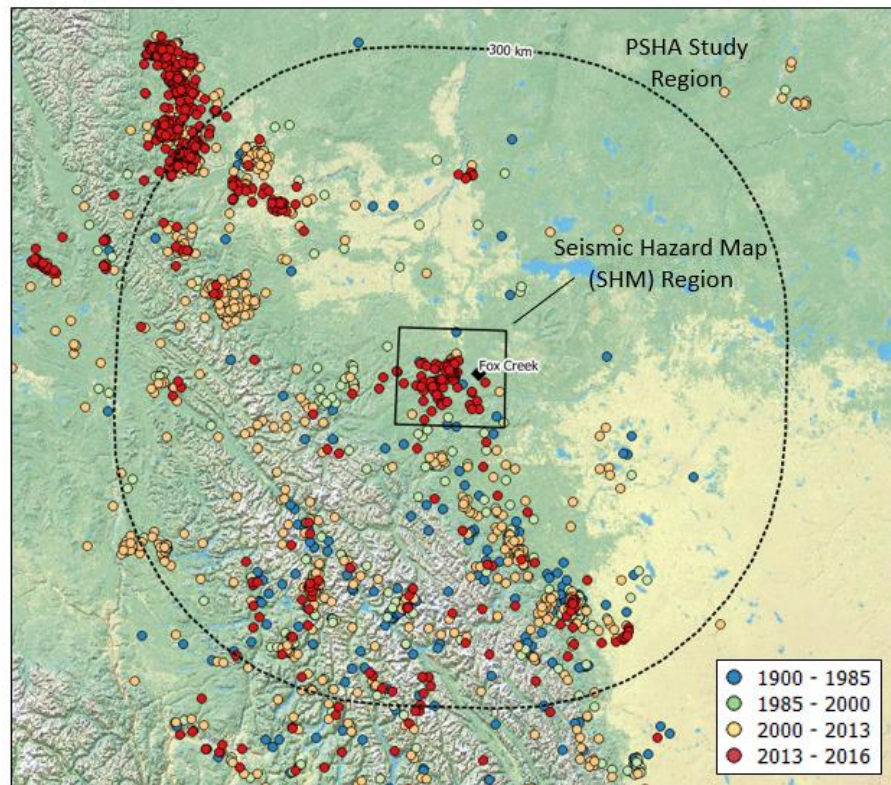 300 km
PSHA Study
Region
Seismic Hazard Map
(SHM) Region
Fox Creek
1900 - 1985
1985 - 2000
2000 - 2013
2013 - 2016